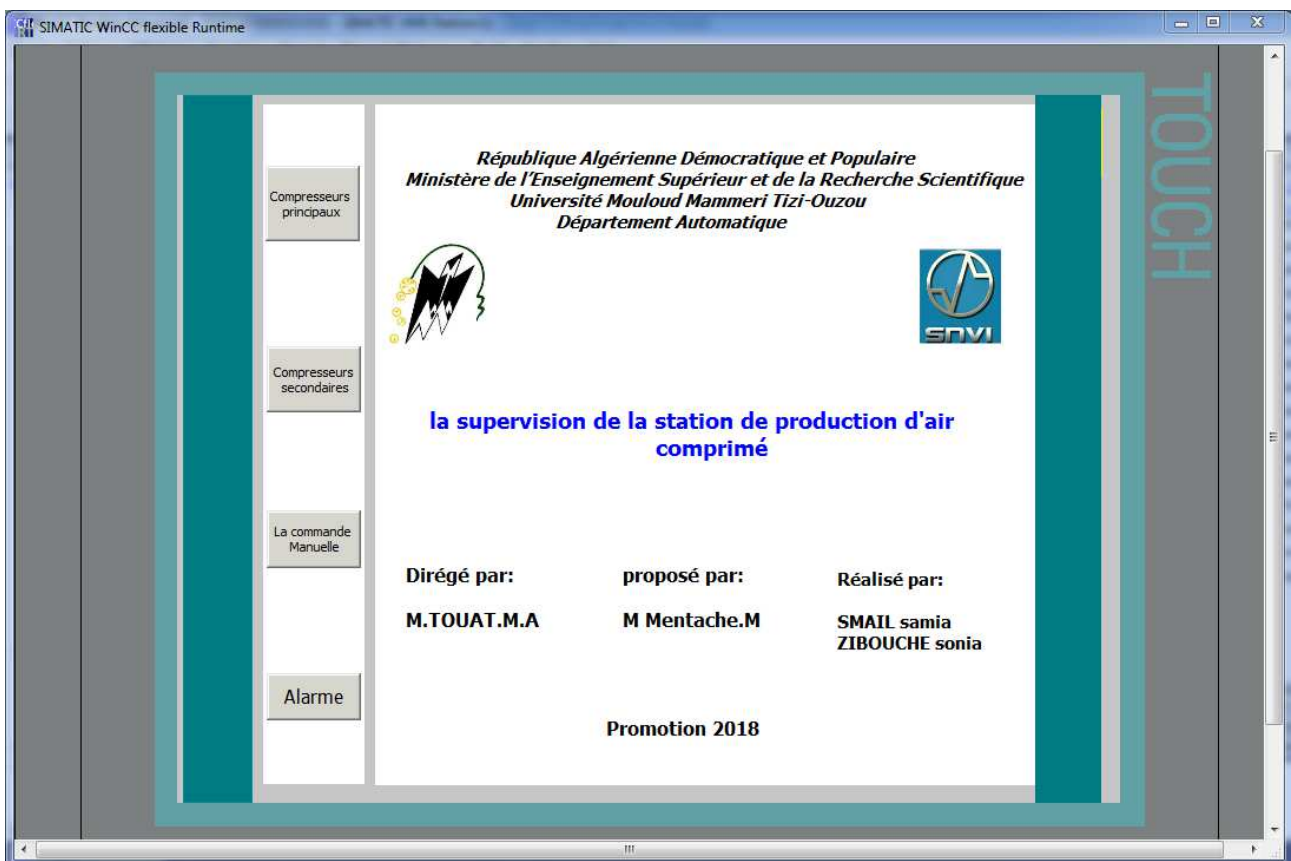 SIMATIC WinCC flexible Runtime
TOUCH
République Algérienne Démocratique et Populaire
Ministère de l'Enseignement Supérieur et de la Recherche Scientifique
Université Mouloud Mammeri Tizi-Ouzou
Département Automatique
Compresseurs
principaux
SNVI
Compresseurs
secondaires
la supervision de la station de production d'air
comprimé
La commande
Manuelle
Dirégé par:
M.TOUAT.M.A
proposé par:
M Mentache.M
Réalisé par:
SMAIL samia
ZIBOUCHE sonia
Alarme
Promotion 2018